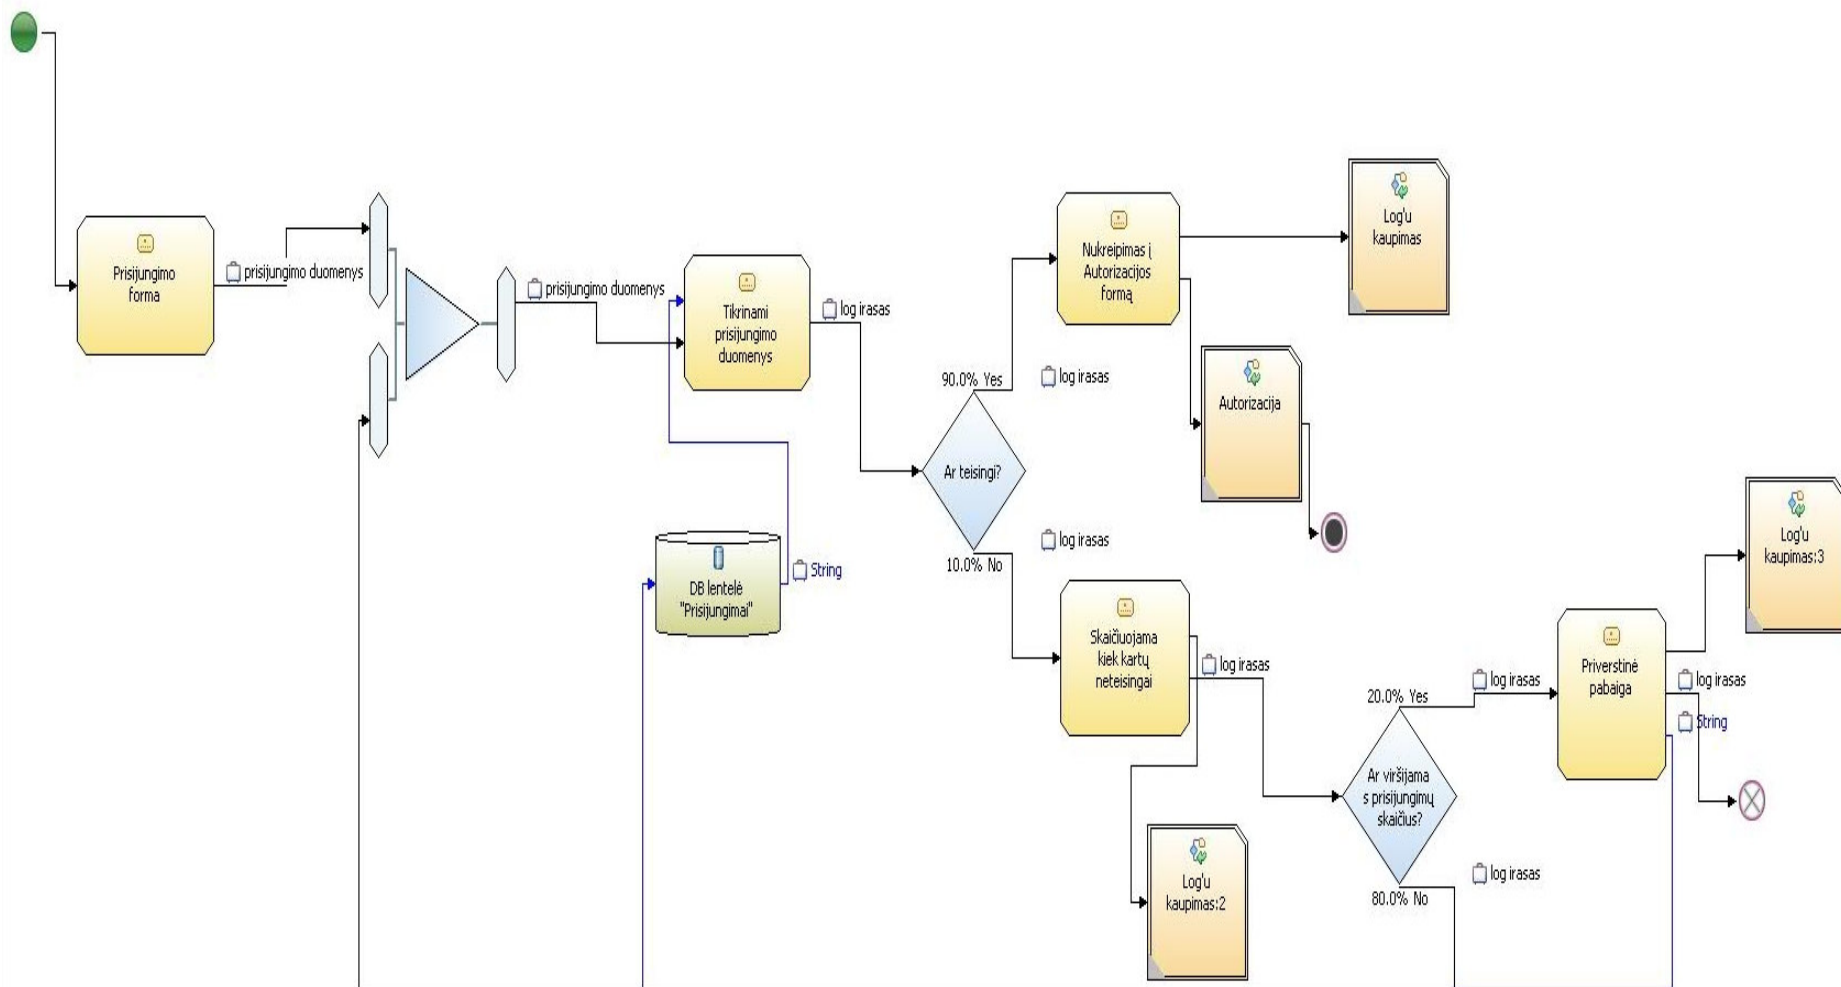 Prisijungimo
forma
prisijungimo duomenys
prisijungimo duomenys
Tikrinami
prisijungimo
duomenys
log irasas
DB lentelė
"Prisijungimai"
String
90.0% Yes
log irasas
Ar teisingi?
10.0% No
log irasas
Nukreipimas į
Autorizacijos
formą
Log'u
kaupimas
Autorizacija
Skaičiuojama
kiek kartų
neteisingai
log irasas
Log'u
kaupimas:2
20.0% Yes
log irasas
Ar viršijama
s prisijungimų
skaičius?
80.0% No
log irasas
Priverstinė
pabaiga
log irasas
String
Log'u
kaupimas:3